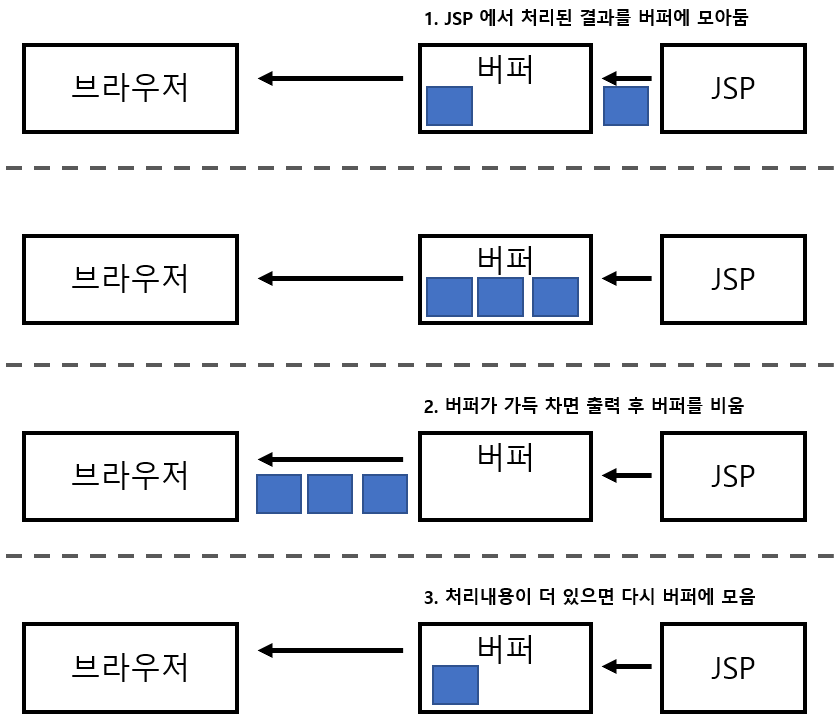 1. JSP 에서 처리된 결과를 버퍼에 모아둠
브라우저
버퍼
JSP
브라우저
버퍼
JSP
2. 버퍼가 가득 차면 출력 후 버퍼를 비움
브라우저
버퍼
JSP
3. 처리내용이 더 있으면 다시 버퍼에 모음
브라우저
버퍼
JSP